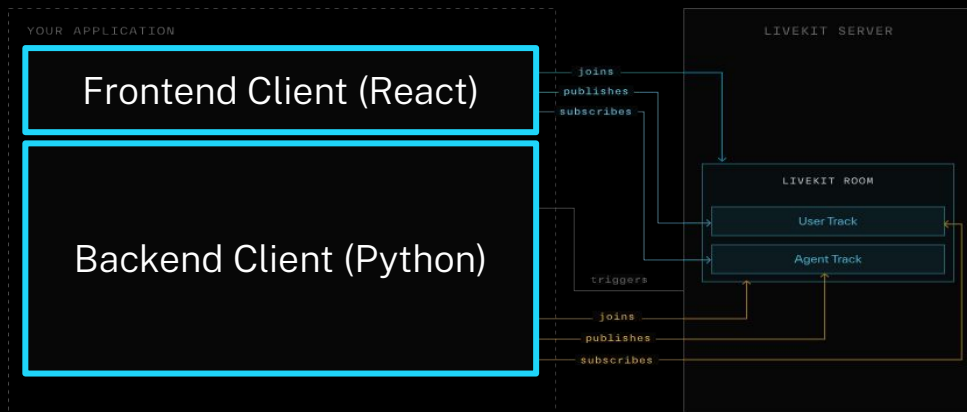 YOUR APPLICATION
LIVEKIT SERVER
Frontend Client (React)
joins
publishes
subscribes
LIVEKIT ROOM
User Track
Agent Track
Backend Client (Python)
triggers
joins
publishes
subscribes